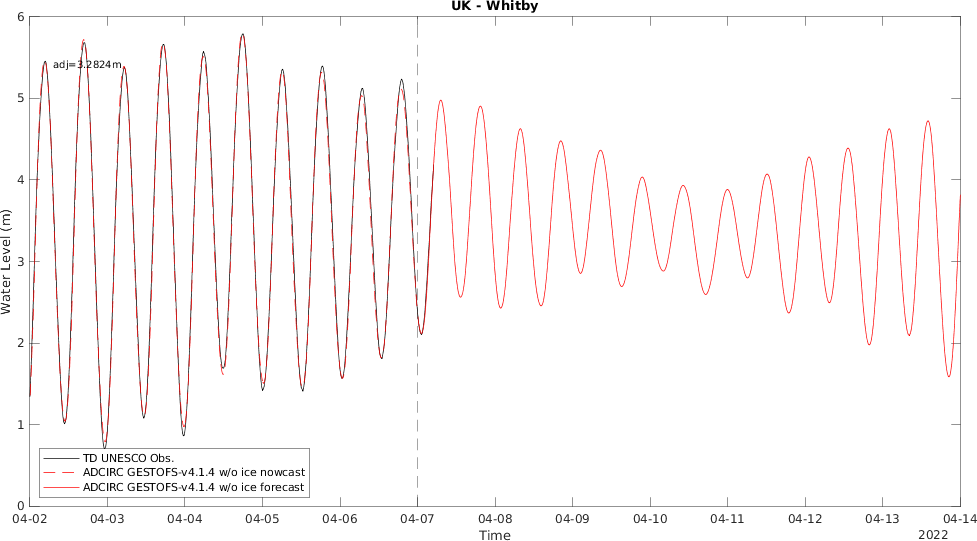 UK - Whitby
6
5
4
3
2
1
0
Water Level (m)
adj=3.2824m
TD UNESCO Obs.
ADCIRC GESTOFS-v4.1.4 w/o ice nowcast
ADCIRC GESTOFS-v4.1.4 w/o ice forecast
04-02 04-03 04-04 04-05 04-06 04-07 04-08 04-09 04-10 04-11 04-12 04-13 04-14
Time
2022